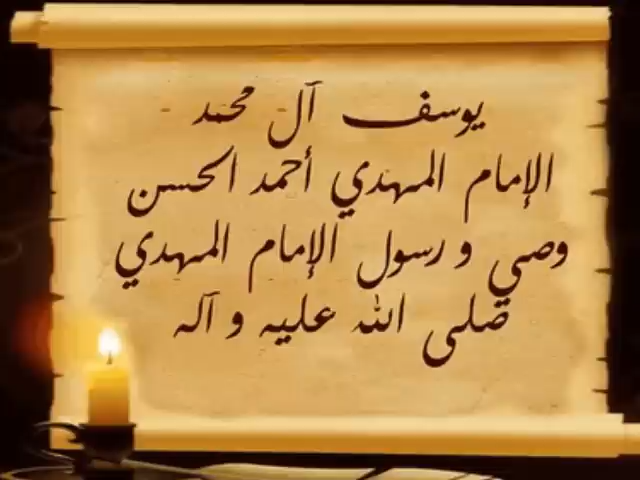 يوسف آل محمد
الإمام المهدي أحمد الحسن
وصي و رسول الإمام المهدي
صلى الله عليه و آله